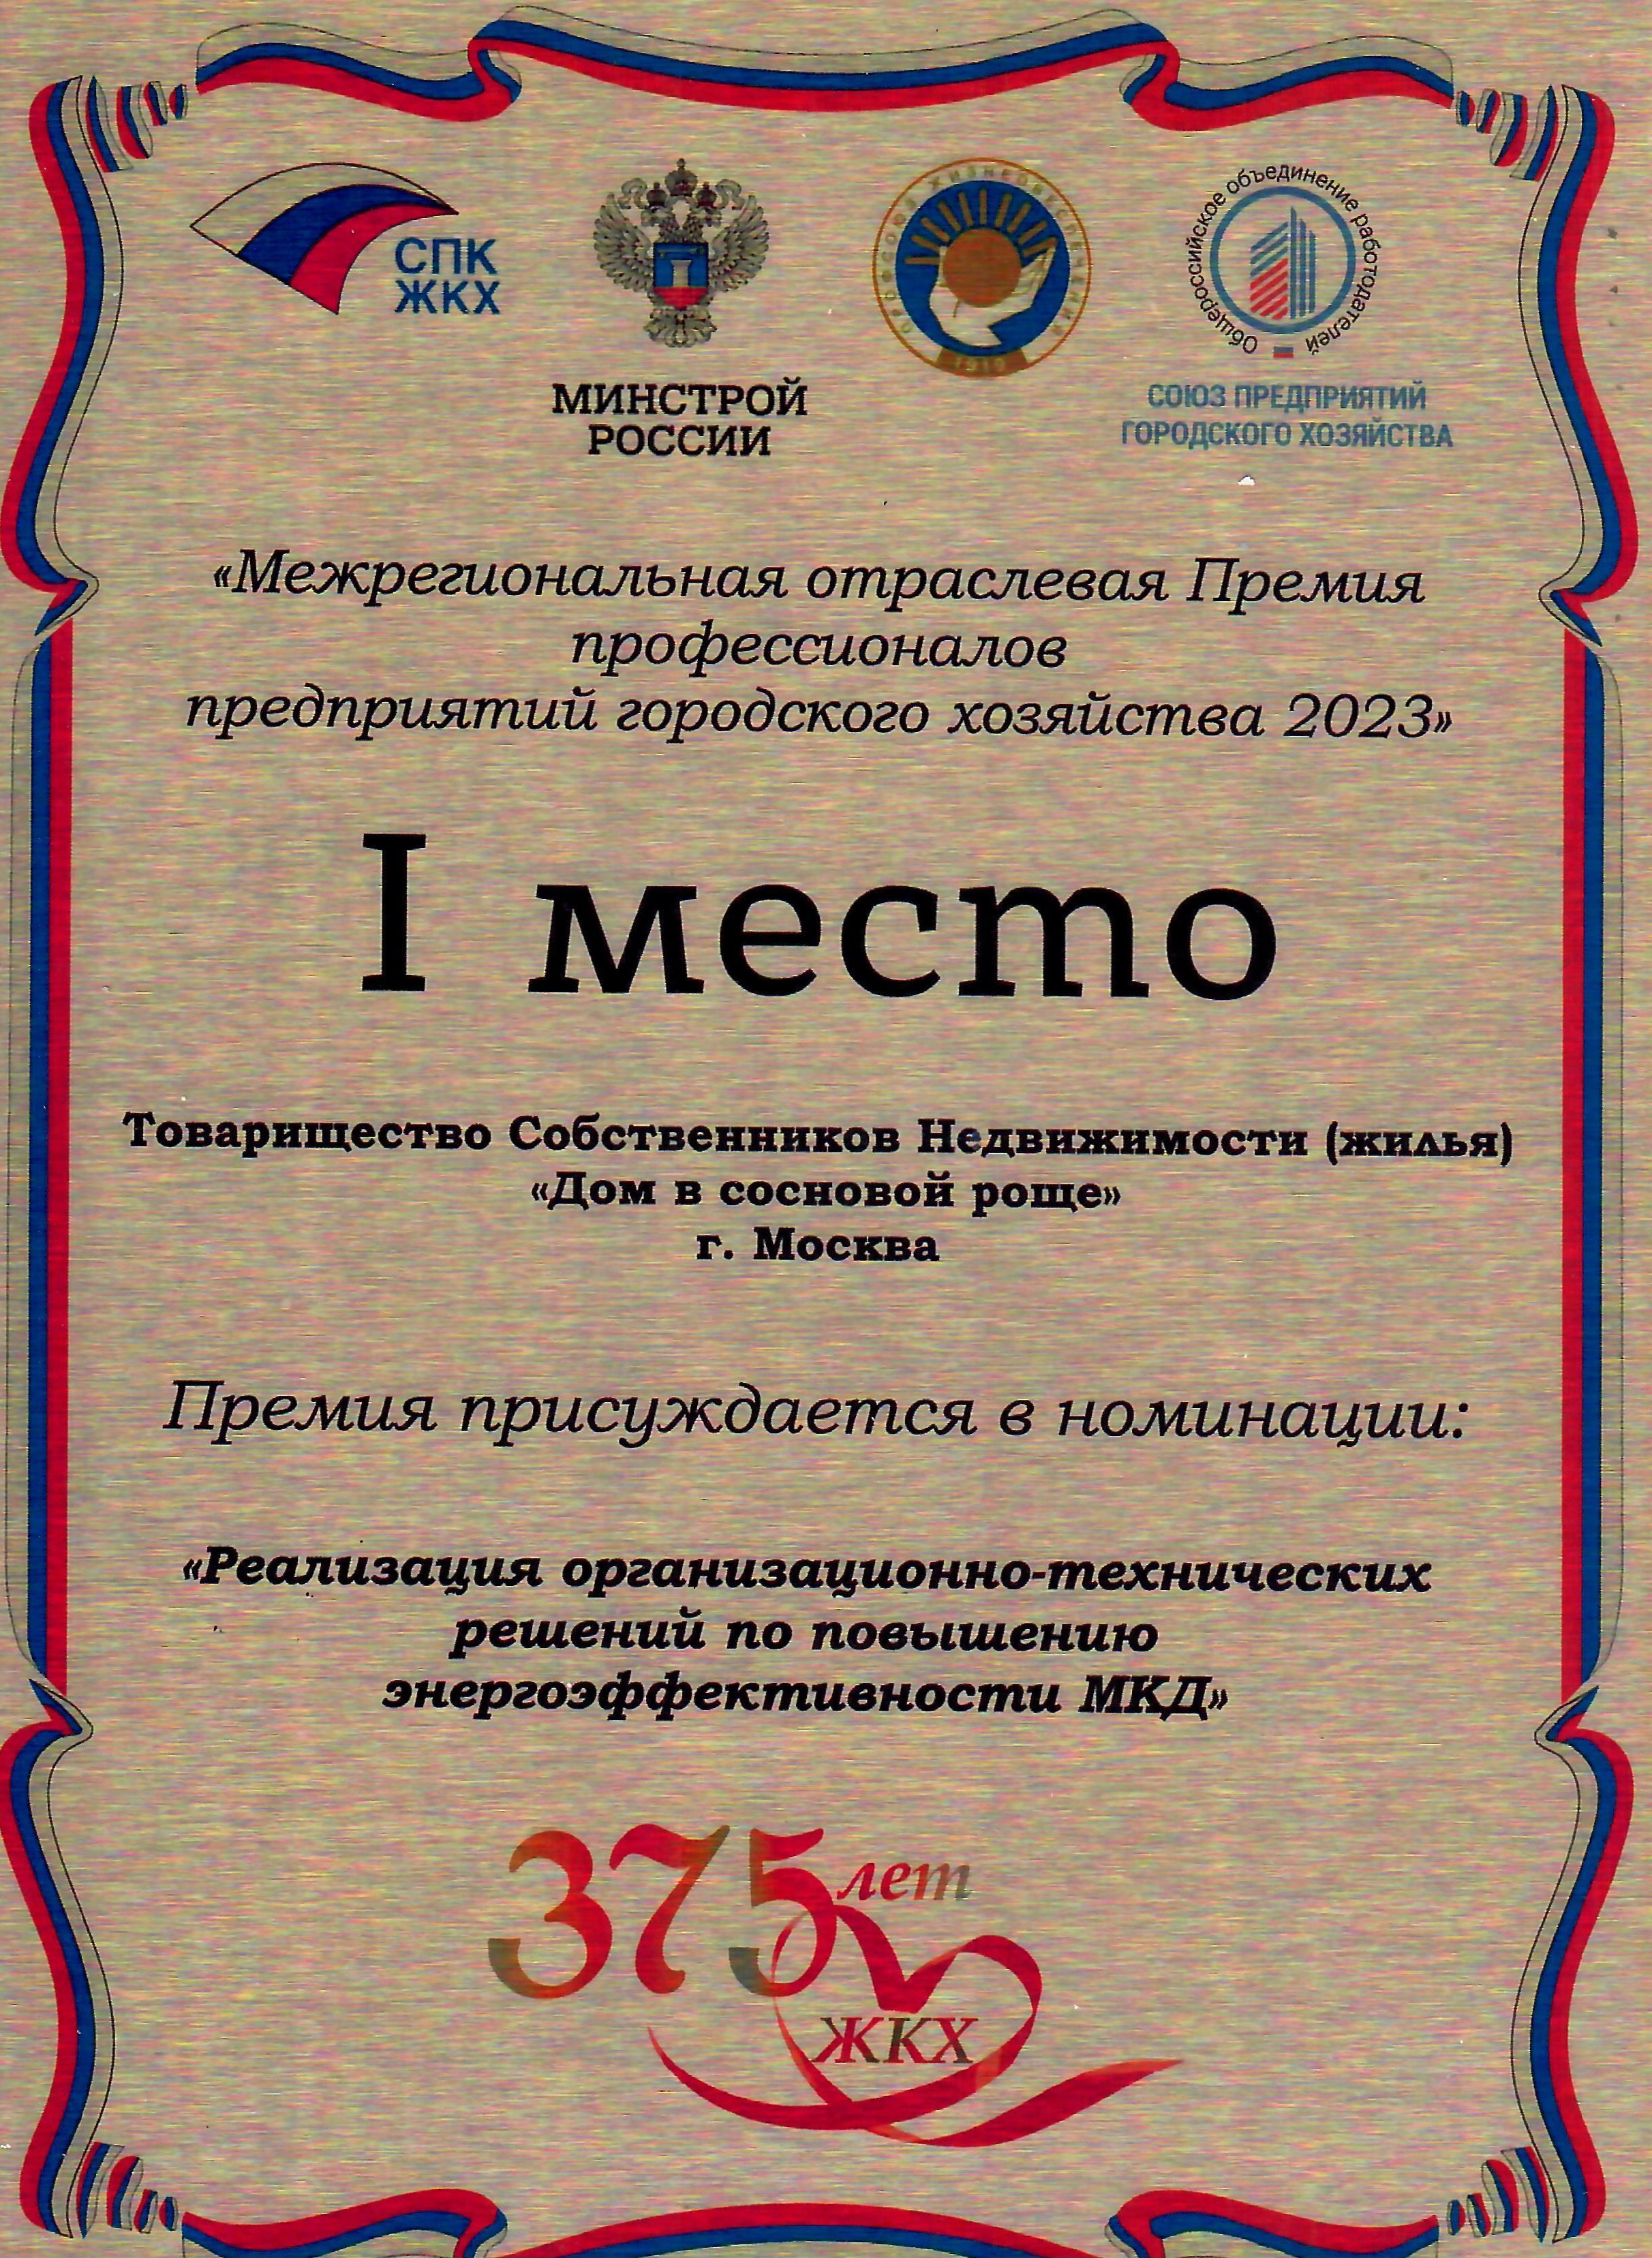 СПК
ЖКХ
МИНСТРОЙ
РОССИИ
Общероссийское объединение работодателей
СОЮЗ ПРЕДПРИЯТИЙ
ГОРОДСКОГО ХОЗЯЙСТВА
«Межрегиональная отраслевая Премия
профессионалов
предприятий городского хозяйства 2023»
I место
Товарищество Собственников Недвижимости (жилья)
«Дом в сосновой роще»
г. Москва
Премия присуждается в номинации:
«Реализация организационно-технических
решений по повышению
энергоэффективности МКД»
375 лет
ЖКХ